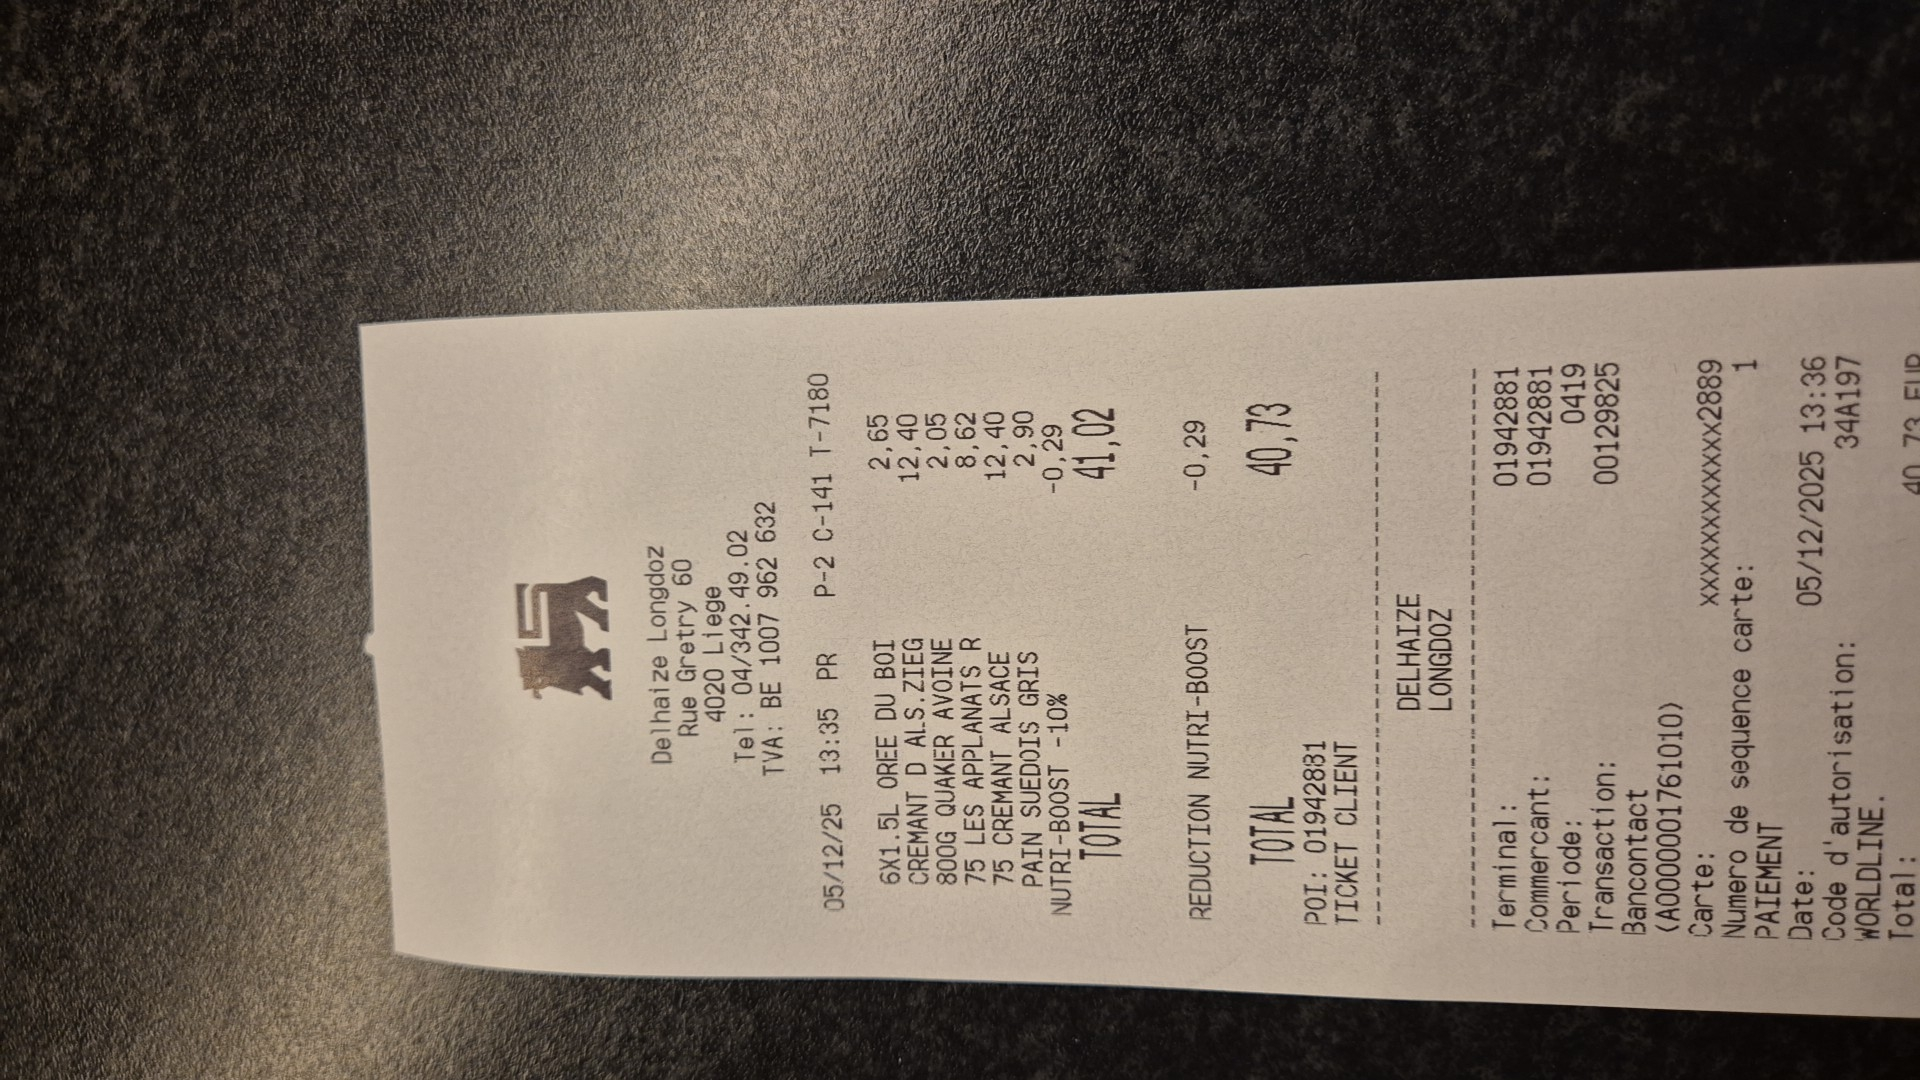 Delhaize Longdoz
Rue Gretry 60
4020 Liege
Tel: 04/342.49.02
TVA: BE 1007 962 632
05/12/25 13:35 PR P-2 C-141 T-7180
6X1.5L OREE DU BOI 2,65
CREMANT D ALS.ZIEG 12,40
800G QUAKER AVOINE 2,05
75 LES APPLANATS R 8,62
75 CREMANT ALSACE 12,40
PAIN SUEDOIS GRIS 2,90
NUTRI-BOOST -10% -0,29
TOTAL 41,02
REDUCTION NUTRI-BOOST -0,29
TOTAL 40,73
POI: 01942881
TICKET CLIENT
DELHAIZE
LONGDOZ
Terminal: 01942881
Commercant: 01942881
Periode: 0419
Transaction: 00129825
Bancontact
(A0000001761010)
Carte: xxxxxxxxxxxxx2889
Numero de sequence carte: 1
PAIEMENT
Date: 05/12/2025 13:36
Code d'autorisation: 34A197
WORLDLINE.
Total: 40,73 EUR